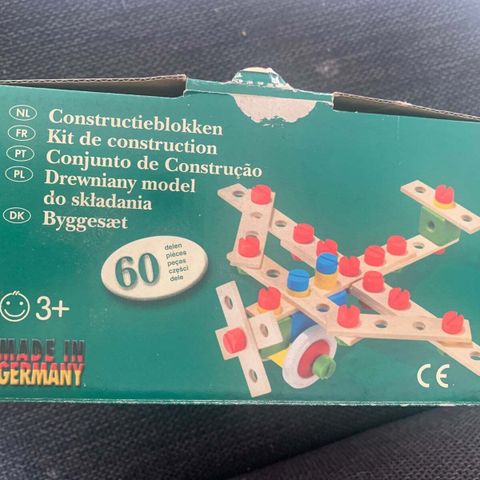 NL Constructieblokken
FR Kit de construction
PT Conjunto de Construção
PL Drewniany model
do składania
DK Byggesæt
60
delen
pièces
peças
części
dele
3+
MADE IN
GERMANY
CE